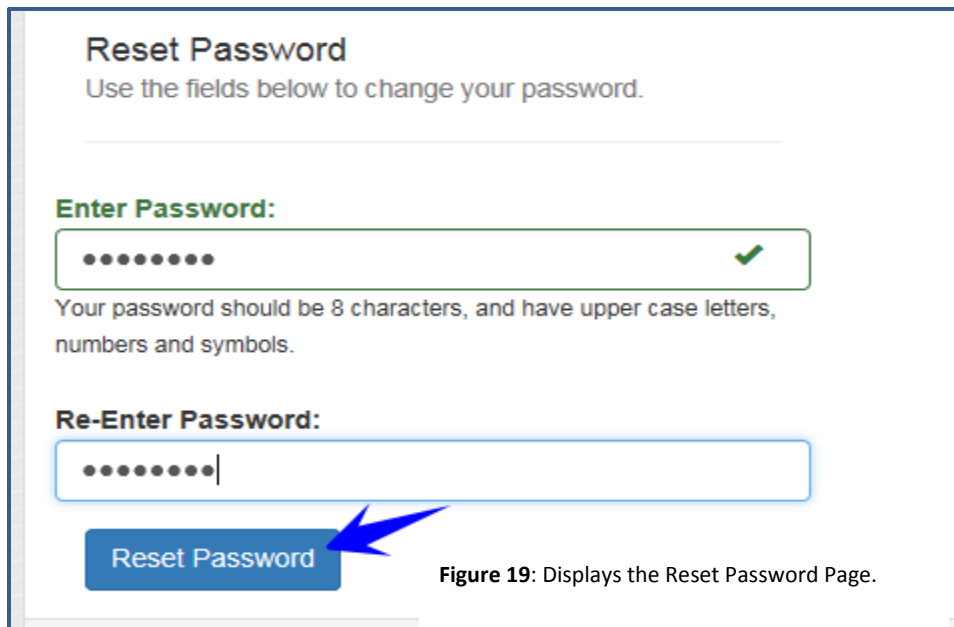 Reset Password
Use the fields below to change your password.
Enter Password:
●●●●●●●●
Your password should be 8 characters, and have upper case letters,
numbers and symbols.
Re-Enter Password:
●●●●●●●●
Reset Password
Figure 19: Displays the Reset Password Page.